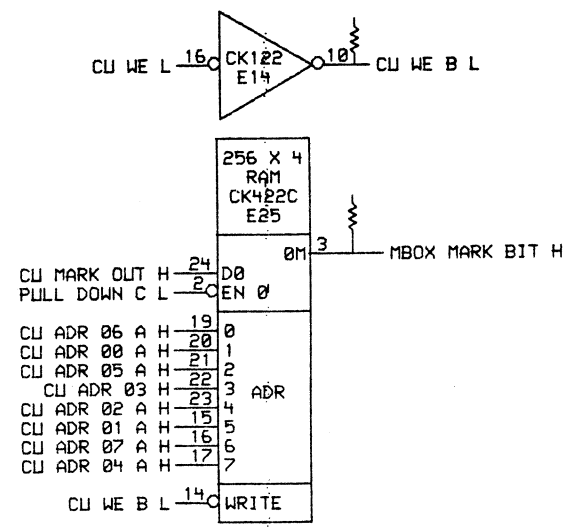 CU WE L 16 CK122 10 CU WE B L
E14
256 X 4
RAM
CK422C
E25
0M 3 MBOX MARK BIT H
CU MARK OUT H 24 D0
PULL DOWN C L 2 EN 0
CU ADR 06 A H 19 0
CU ADR 00 A H 20 1
CU ADR 05 A H 21 2
CU ADR 03 H 22 3 ADR
CU ADR 02 A H 23 4
CU ADR 01 A H 15 5
CU ADR 07 A H 16 6
CU ADR 04 A H 17 7
CU WE B L 14 WRITE